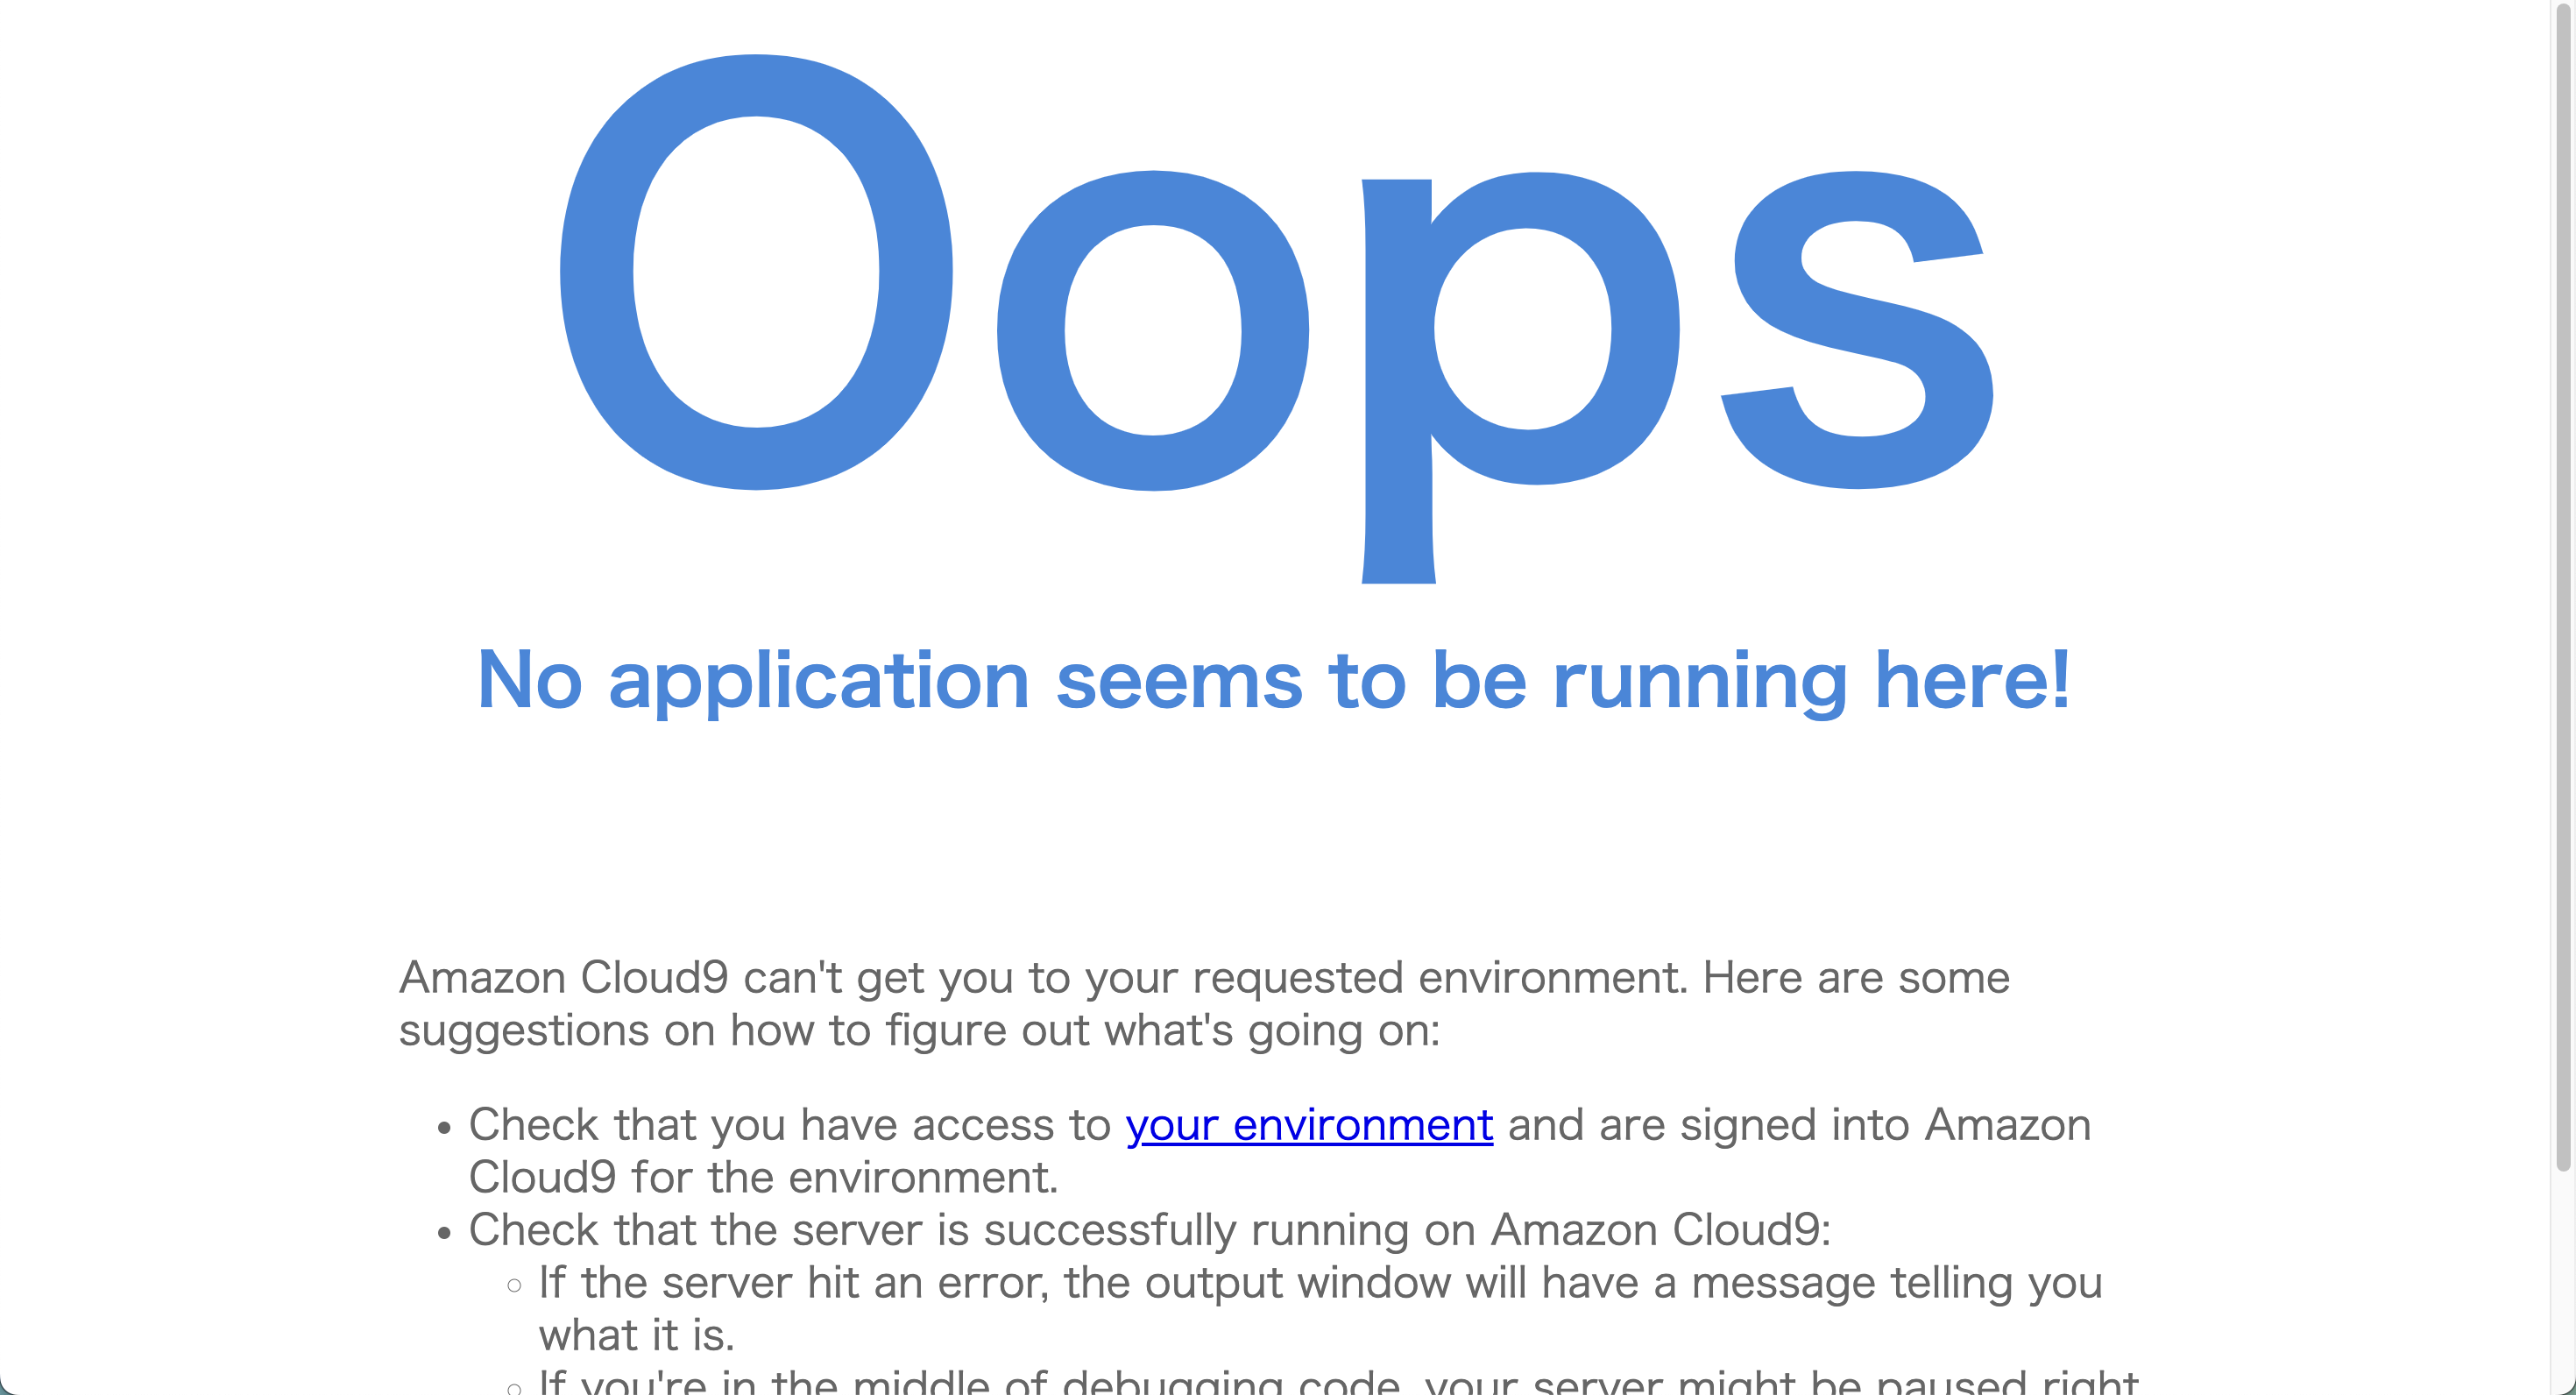 Oops
No application seems to be running here!
Amazon Cloud9 can't get you to your requested environment. Here are some
suggestions on how to figure out what's going on:
Check that you have access to your environment and are signed into Amazon
Cloud9 for the environment.
Check that the server is successfully running on Amazon Cloud9:
If the server hit an error, the output window will have a message telling you
what it is.
If you're in the middle of debugging code, your server might be paused right